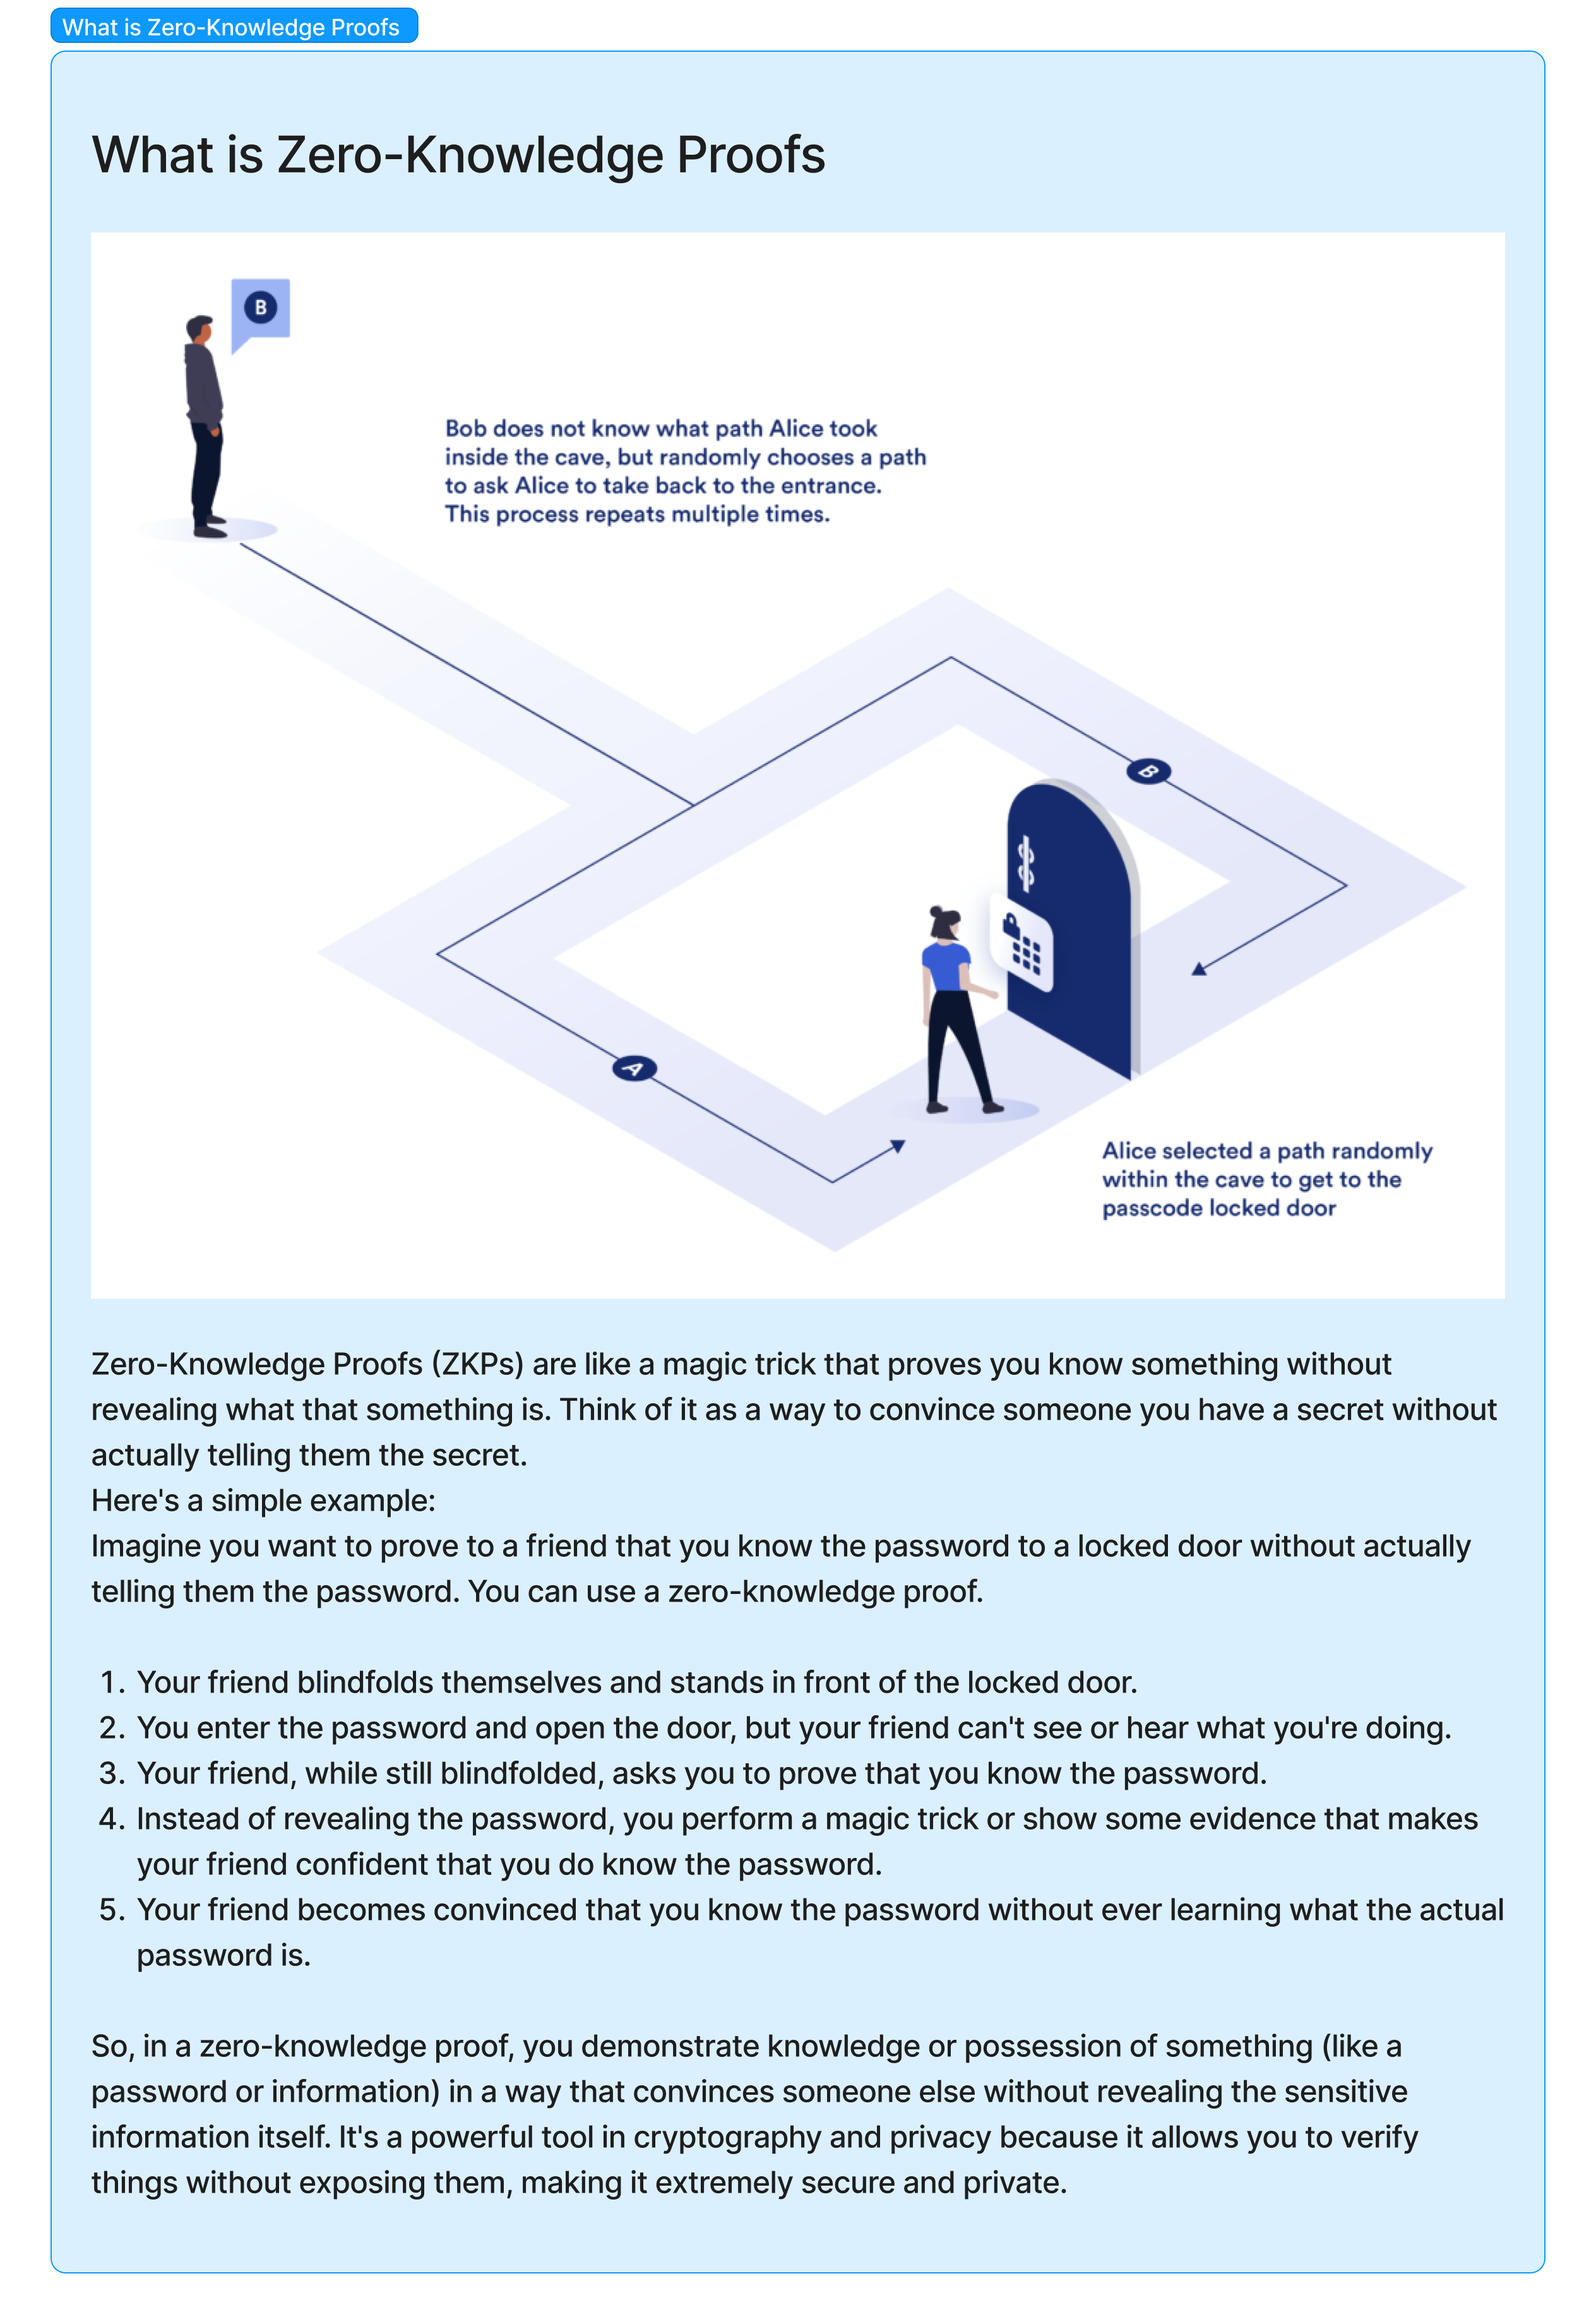 What is Zero-Knowledge Proofs
What is Zero-Knowledge Proofs
B
Bob does not know what path Alice took
inside the cave, but randomly chooses a path
to ask Alice to take back to the entrance.
This process repeats multiple times.
B
A
Alice selected a path randomly
within the cave to get to the
passcode locked door
Zero-Knowledge Proofs (ZKPs) are like a magic trick that proves you know something without
revealing what that something is. Think of it as a way to convince someone you have a secret without
actually telling them the secret.
Here's a simple example:
Imagine you want to prove to a friend that you know the password to a locked door without actually
telling them the password. You can use a zero-knowledge proof.
1. Your friend blindfolds themselves and stands in front of the locked door.
2. You enter the password and open the door, but your friend can't see or hear what you're doing.
3. Your friend, while still blindfolded, asks you to prove that you know the password.
4. Instead of revealing the password, you perform a magic trick or show some evidence that makes
your friend confident that you do know the password.
5. Your friend becomes convinced that you know the password without ever learning what the actual
password is.
So, in a zero-knowledge proof, you demonstrate knowledge or possession of something (like a
password or information) in a way that convinces someone else without revealing the sensitive
information itself. It's a powerful tool in cryptography and privacy because it allows you to verify
things without exposing them, making it extremely secure and private.